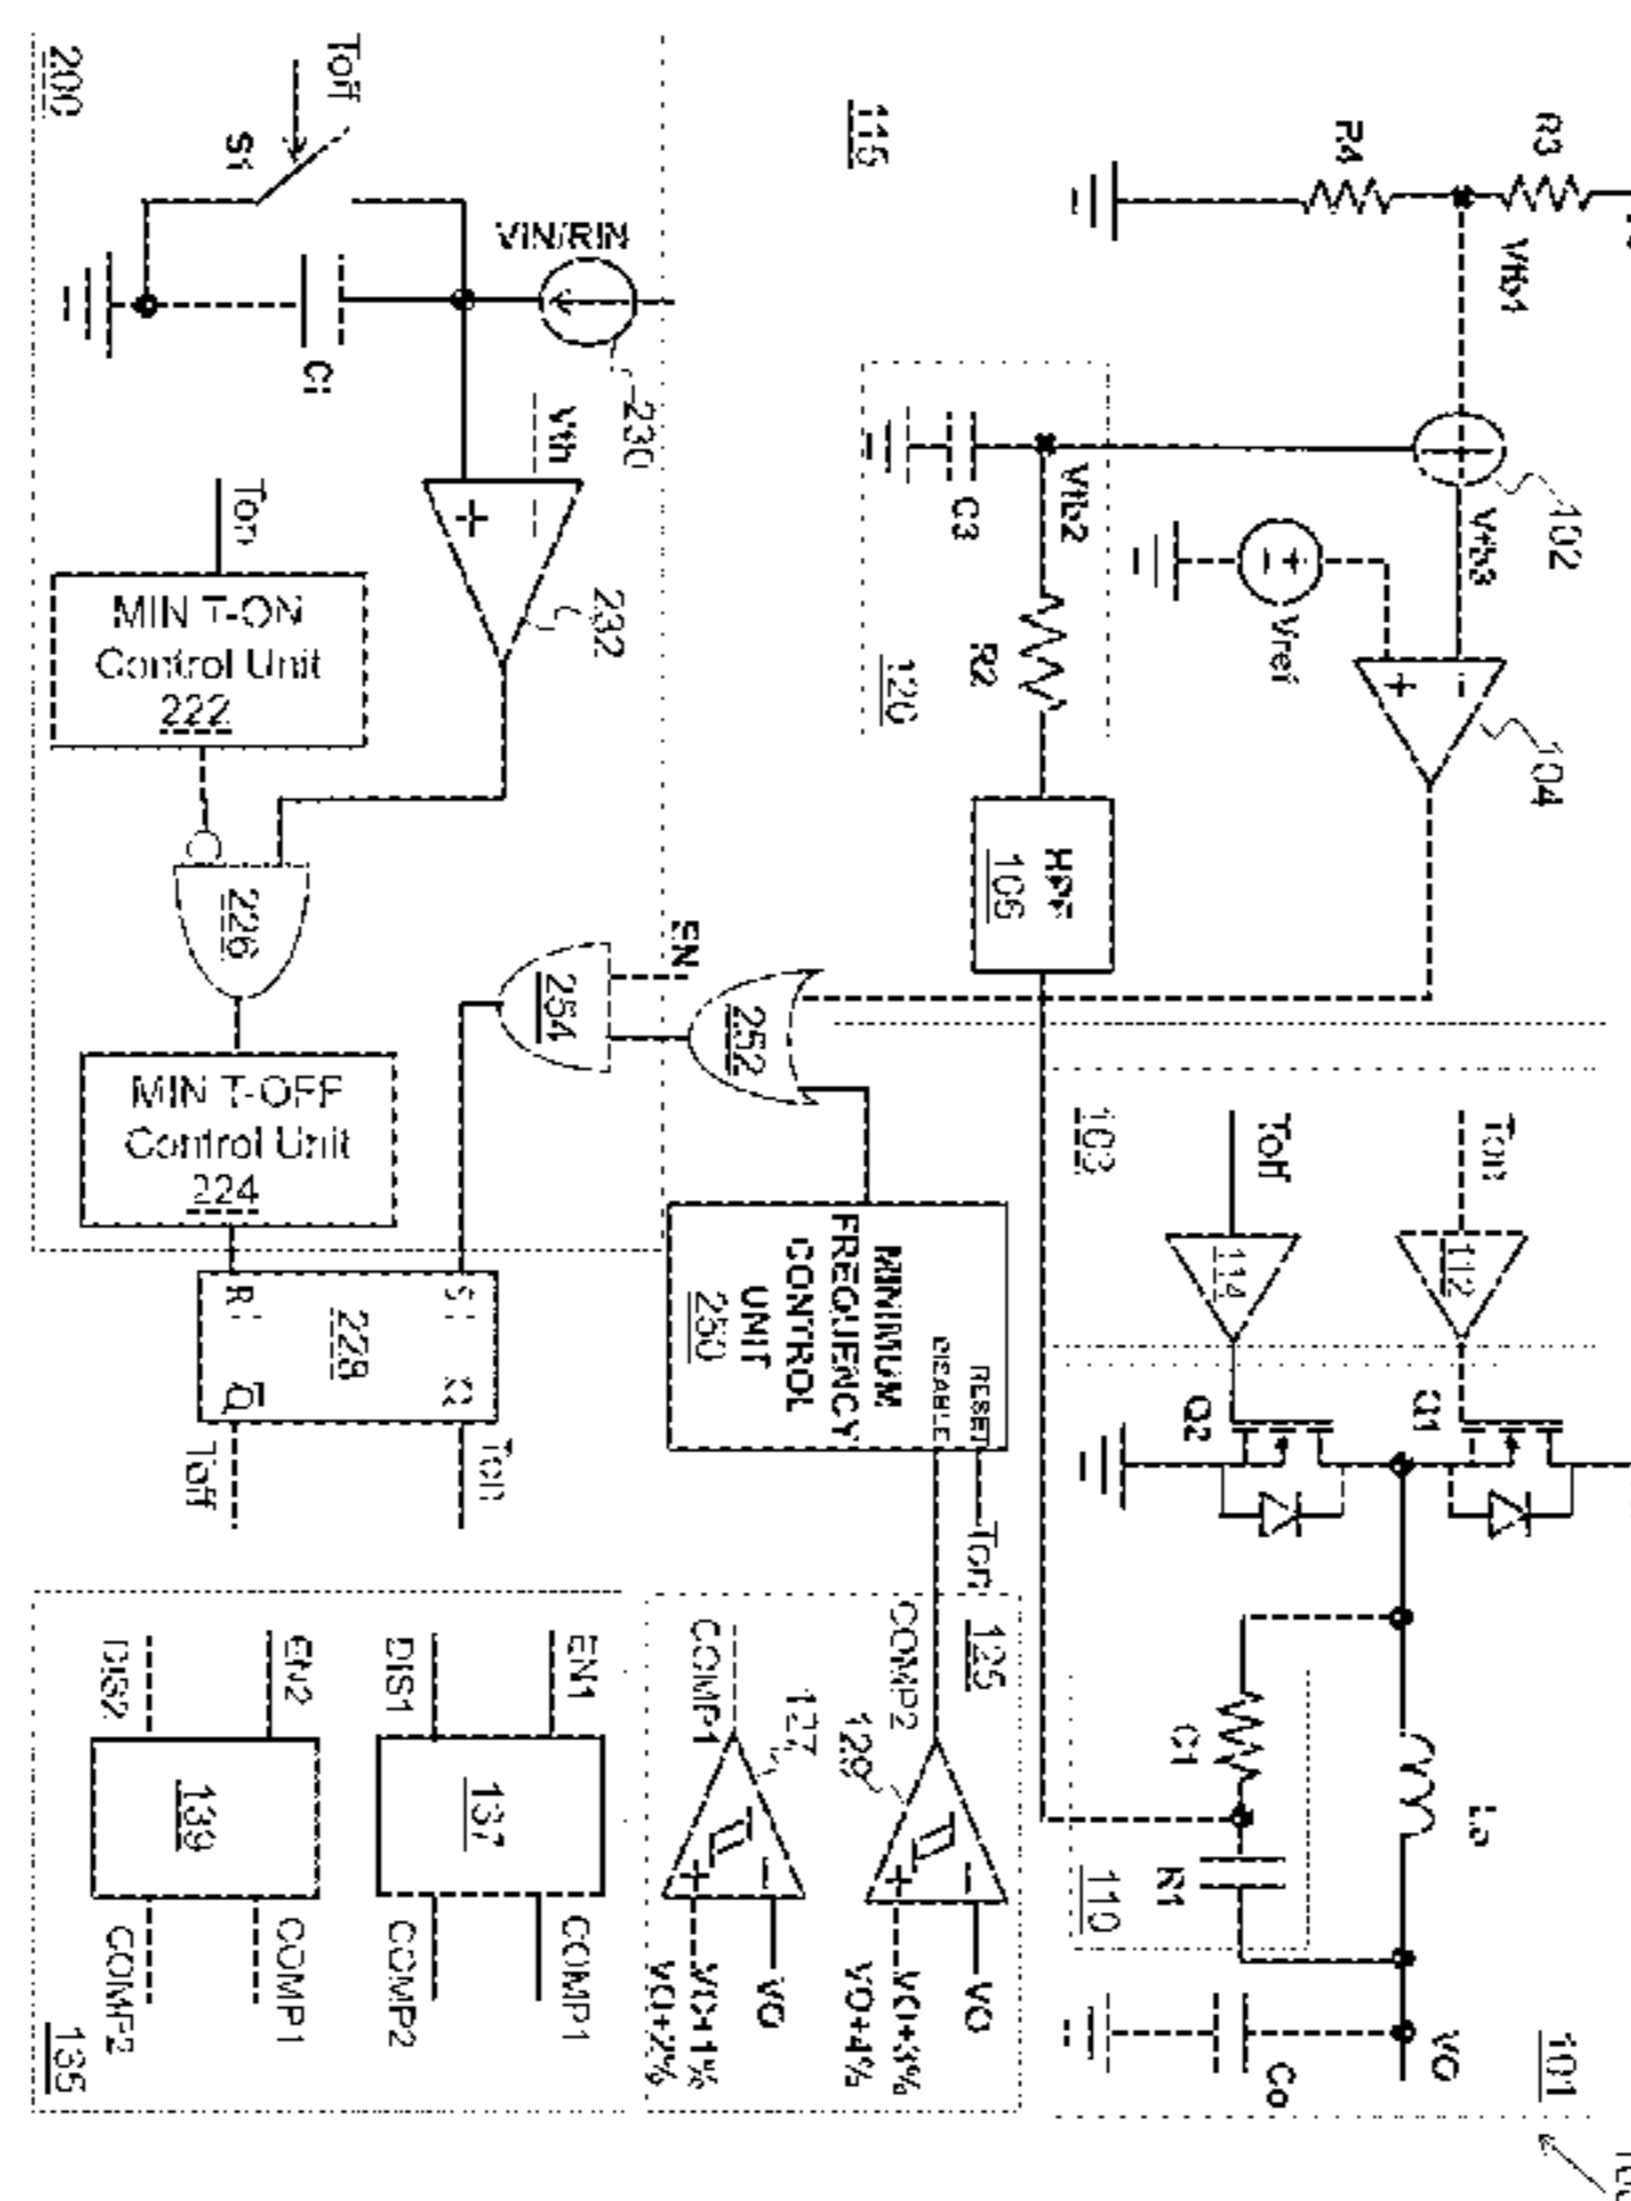 101
VO
Co
Lo
110
C1
R1
Q1
Q2
112
114
Ton
Toff
103
R3
R4
Vfb1
102
Vfb3
104
Vref
115
120
Vfb2
R2
C3
HPF
106
125
COMP2
129
VO
VO+3%
VO+4%
COMP1
127
VO
VO+1%
VO+2%
RESET
DISABLE
Ton
MINIMUM
FREQUENCY
CONTROL
UNIT
250
252
EN
254
200
Toff
S1
VIN/RIN
230
Ci
Vth
232
Ton
MIN T-ON
Control Unit
222
226
MIN T-OFF
Control Unit
224
S
R
228
Q
Q
Ton
Toff
135
EN1
DIS1
137
COMP1
COMP2
EN2
DIS2
139
COMP1
COMP2